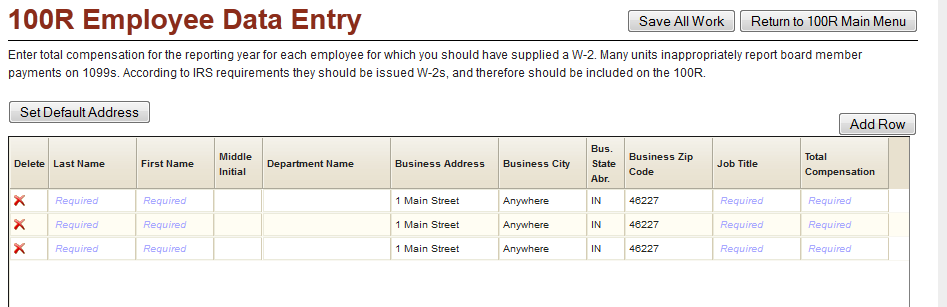 100R Employee Data Entry
Save All Work
Return to 100R Main Menu
Enter total compensation for the reporting year for each employee for which you should have supplied a W-2. Many units inappropriately report board member
payments on 1099s. According to IRS requirements they should be issued W-2s, and therefore should be included on the 100R.
Set Default Address
Add Row
Delete Last Name First Name Middle Initial Department Name Business Address Business City Bus. State Abr. Business Zip Code Job Title Total Compensation
Required Required 1 Main Street Anywhere IN 46227 Required Required
Required Required 1 Main Street Anywhere IN 46227 Required Required
Required Required 1 Main Street Anywhere IN 46227 Required Required